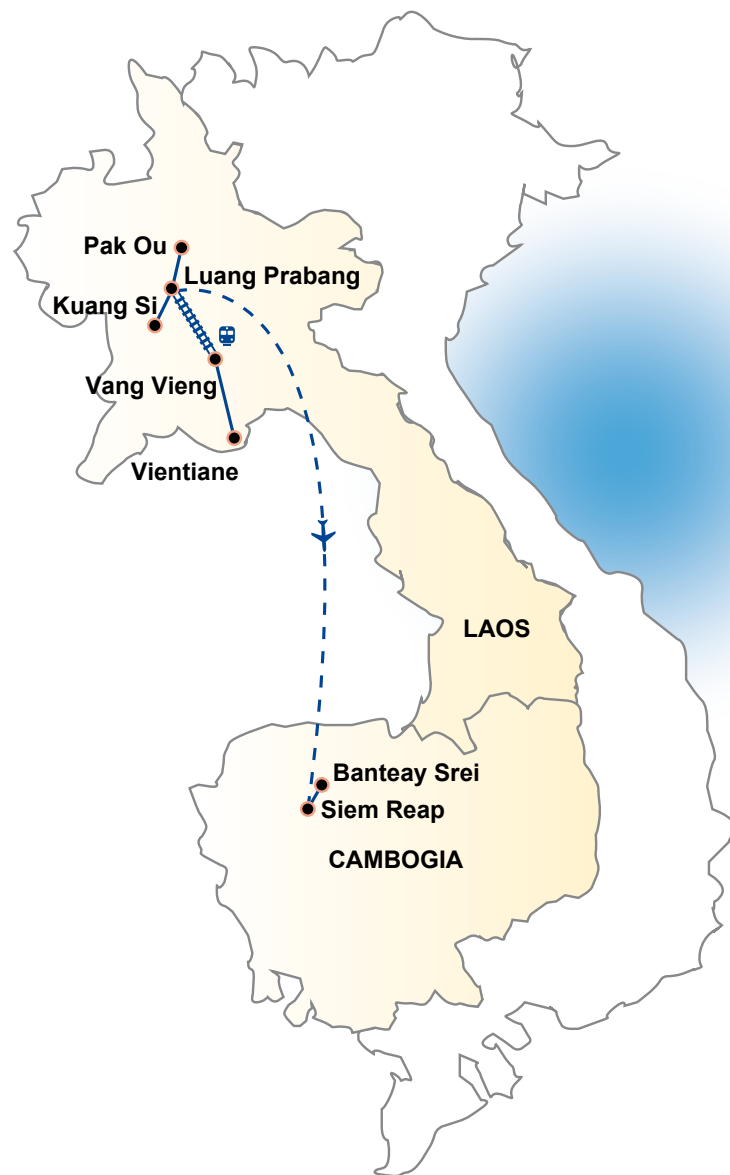 Pak Ou
Luang Prabang
Kuang Si
Vang Vieng
Vientiane
LAOS
Banteay Srei
Siem Reap
CAMBOGIA